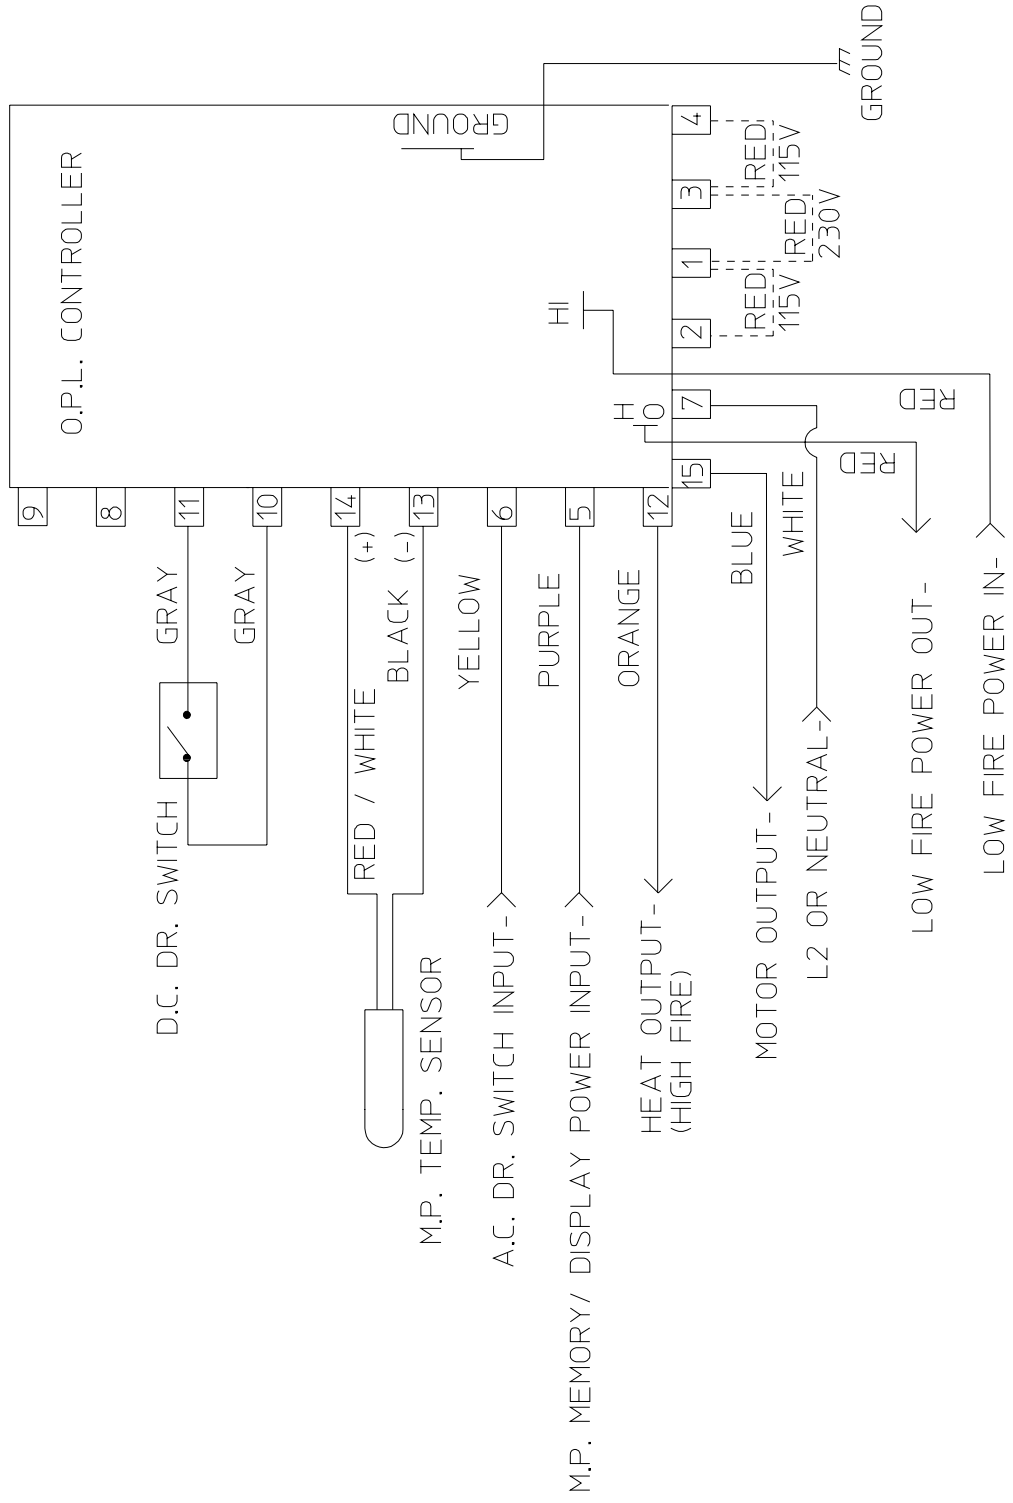 O.P.L. CONTROLLER
GROUND
GROUND
HI
HO
9
8
11
10
14
13
6
5
12
15
7
2
1
3
4
RED
115V
RED
230V
RED
115V
RED
RED
GRAY
GRAY
(+)
(-)
RED / WHITE
BLACK
YELLOW
PURPLE
ORANGE
BLUE
WHITE
D.C. DR. SWITCH
M.P. TEMP. SENSOR
A.C. DR. SWITCH INPUT-
M.P. MEMORY/ DISPLAY POWER INPUT-
HEAT OUTPUT-
(HIGH FIRE)
MOTOR OUTPUT-
L2 OR NEUTRAL-
LOW FIRE POWER OUT-
LOW FIRE POWER IN-